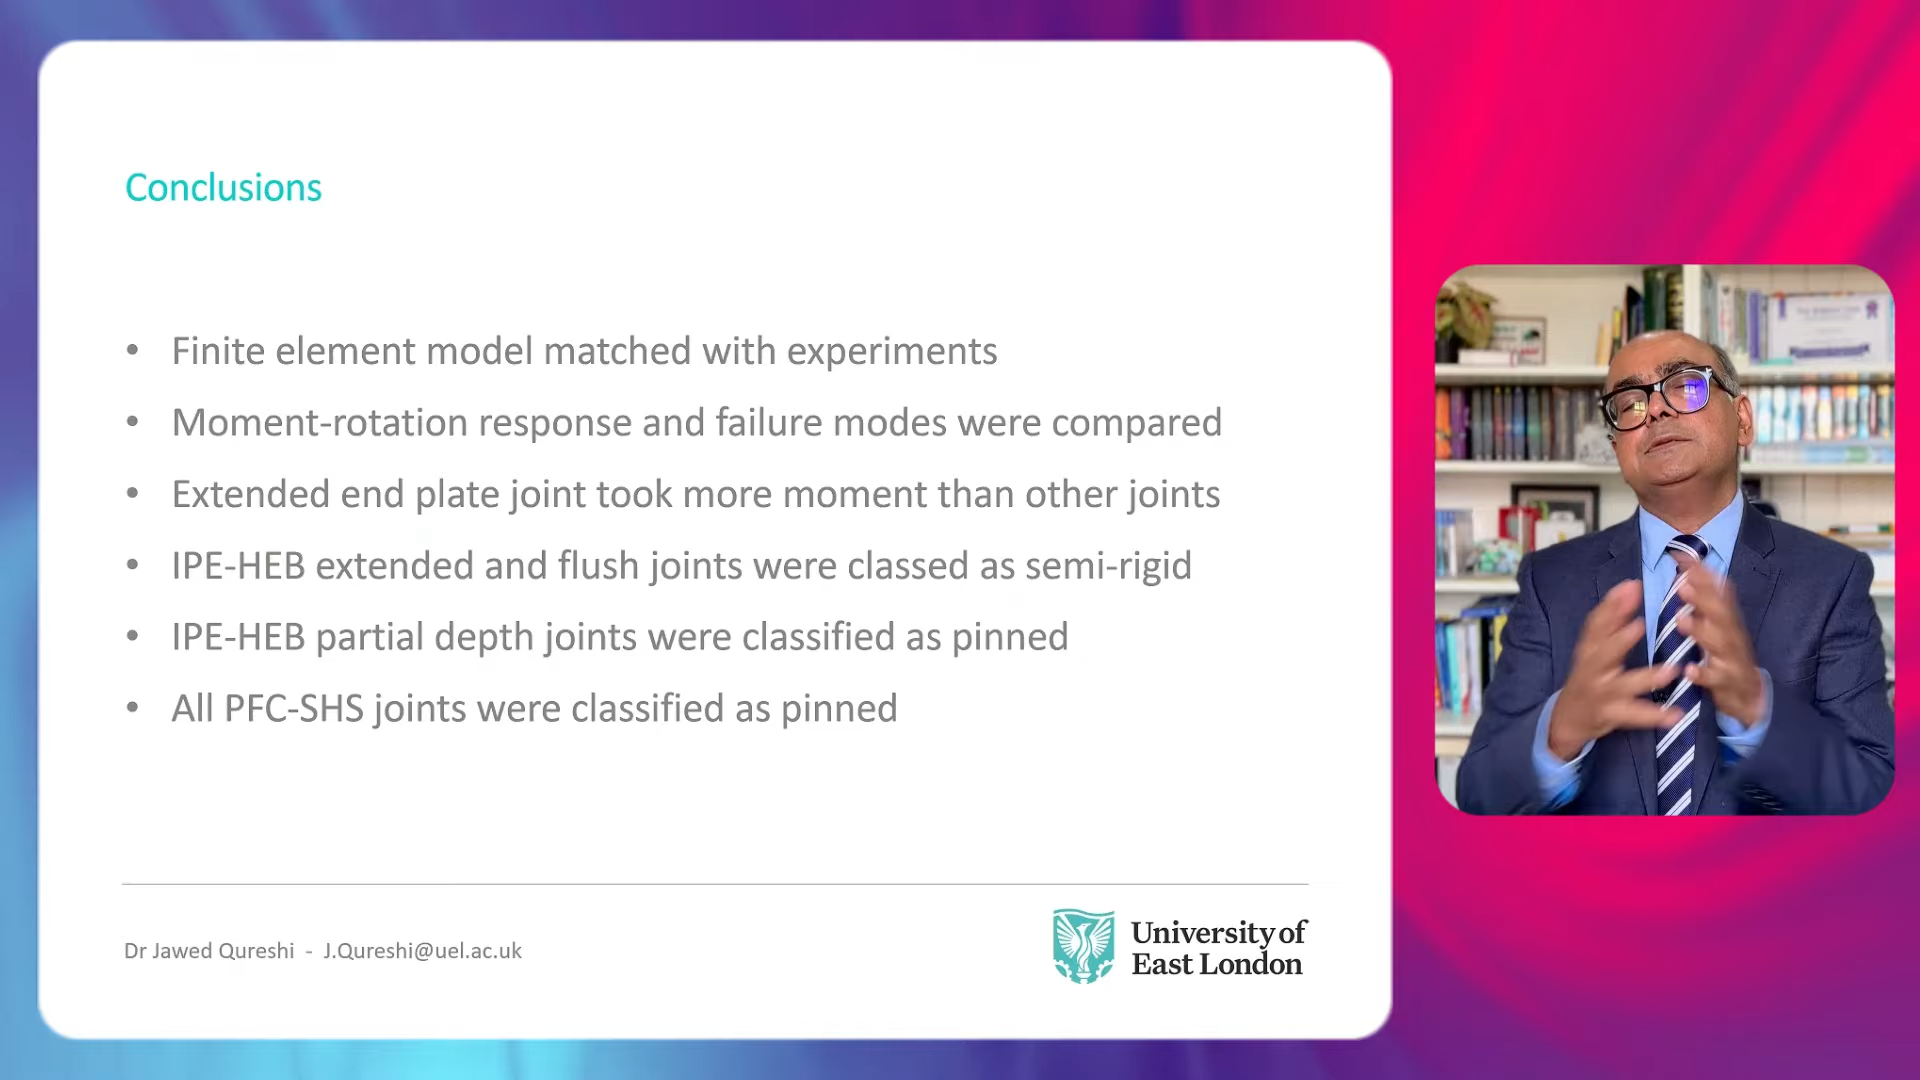 Conclusions
• Finite element model matched with experiments
• Moment-rotation response and failure modes were compared
• Extended end plate joint took more moment than other joints
• IPE-HEB extended and flush joints were classed as semi-rigid
• IPE-HEB partial depth joints were classified as pinned
• All PFC-SHS joints were classified as pinned
Dr Jawed Qureshi - J.Qureshi@uel.ac.uk
University of
East London